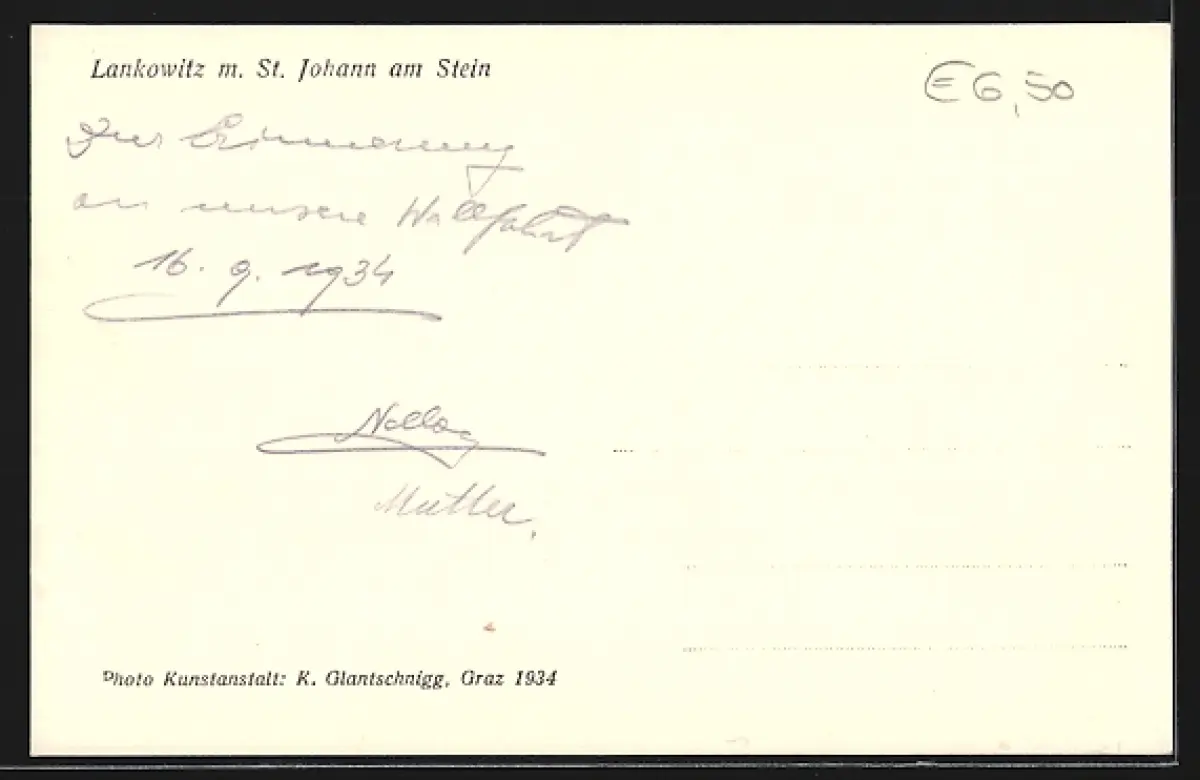 Lankowitz m. St. Johann am Stein
€ 6,50
Zur Erinnerung
an unsere Wallfahrt
16. 9. 1934
Mutter,
Photo Kunstanstalt: K. Glantschnigg, Graz 1934